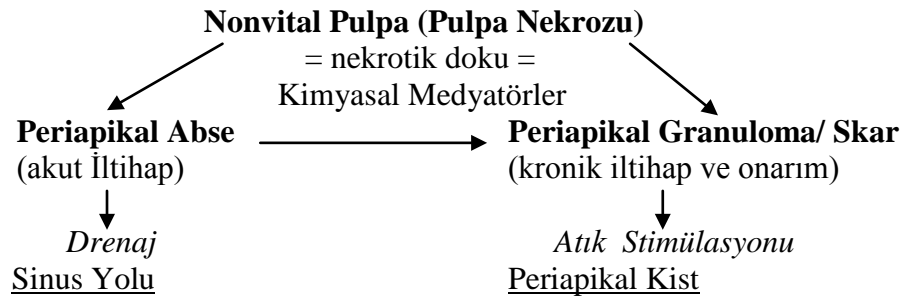 Nonvital Pulpa (Pulpa Nekrozu)
= nekrotik doku =
Kimyasal Medyatörler
Periapikal Abse
(akut İltihap)
Periapikal Granuloma/ Skar
(kronik iltihap ve onarım)
Drenaj
Sinus Yolu
Atık Stimülasyonu
Periapikal Kist